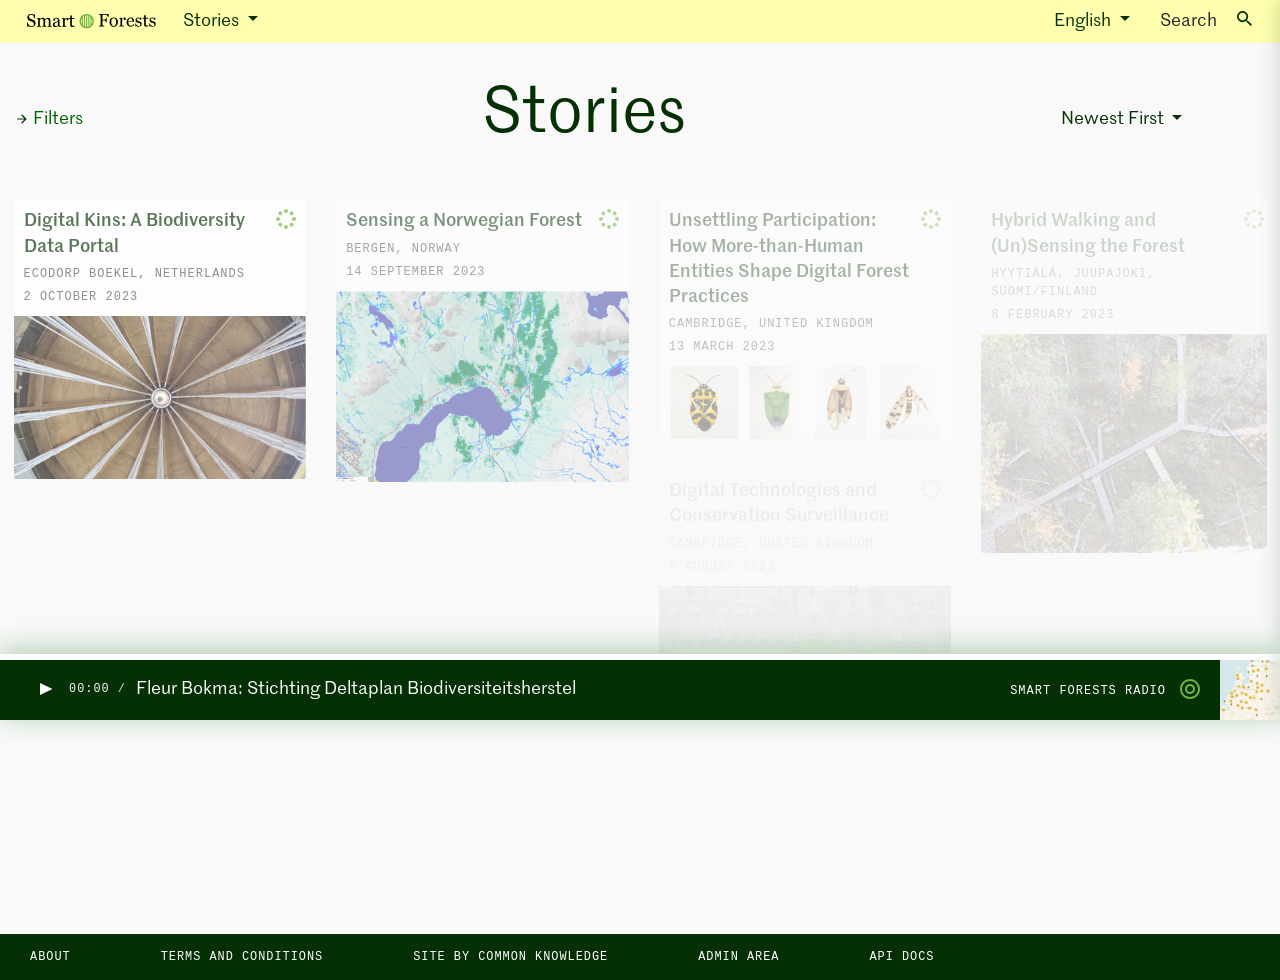 Smart Forests
Stories
English
Search
Filters
Stories
Newest First
Digital Kins: A Biodiversity
Data Portal
ECODORP BOEKEL, NETHERLANDS
2 OCTOBER 2023
Sensing a Norwegian Forest
BERGEN, NORWAY
14 SEPTEMBER 2023
Unsettling Participation:
How More-than-Human
Entities Shape Digital Forest
Practices
CAMBRIDGE, UNITED KINGDOM
13 MARCH 2023
Hybrid Walking and
(Un)Sensing the Forest
HYYTIÄLÄ, JUUPAJOKI,
SUOMI/FINLAND
8 FEBRUARY 2023
Digital Technologies and
Conservation Surveillance
CAMBRIDGE, UNITED KINGDOM
8 AUGUST 2022
00:00 /
Fleur Bokma: Stichting Deltaplan Biodiversiteitsherstel
SMART FORESTS RADIO
ABOUT
TERMS AND CONDITIONS
SITE BY COMMON KNOWLEDGE
ADMIN AREA
API DOCS